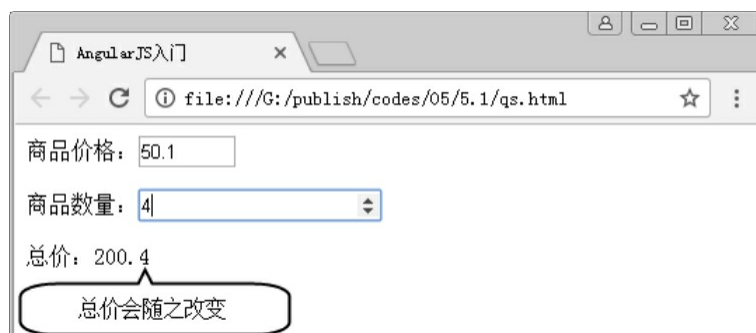 AngularJS入门
file:///G:/publish/codes/05/5.1/qs.html
商品价格：50.1
商品数量：4
总价：200.4
总价会随之改变